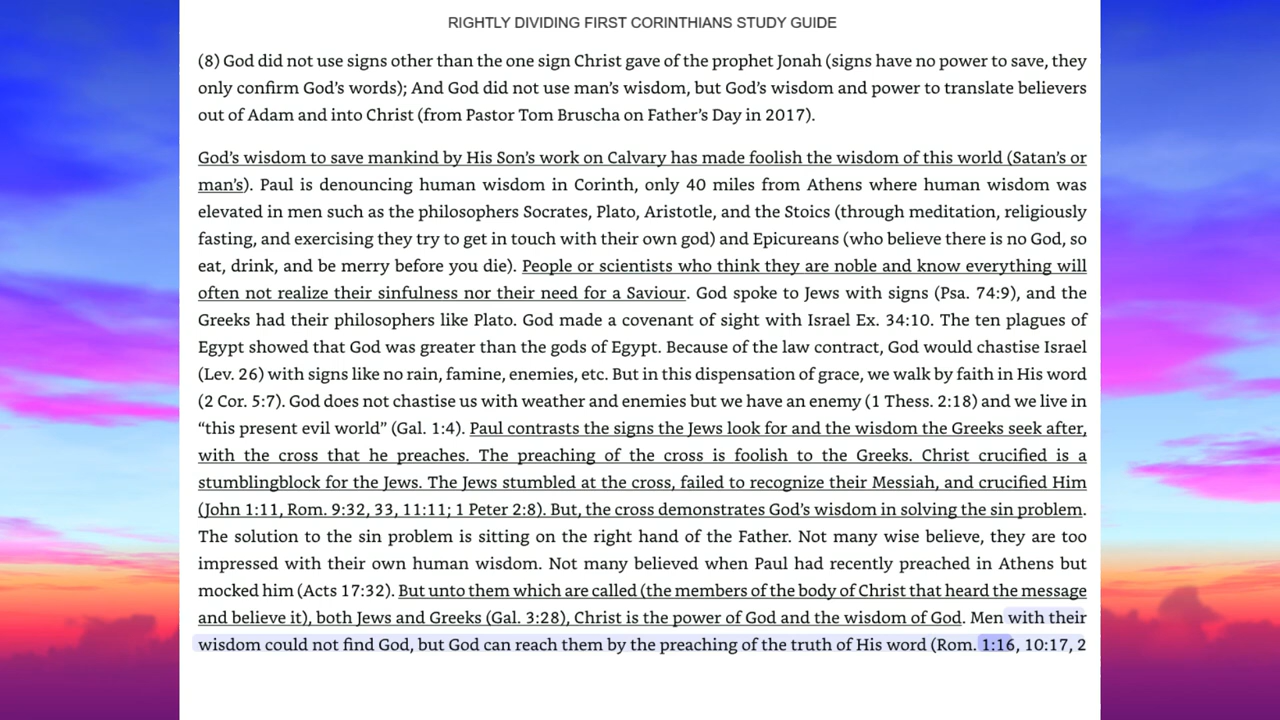 RIGHTLY DIVIDING FIRST CORINTHIANS STUDY GUIDE
(8) God did not use signs other than the one sign Christ gave of the prophet Jonah (signs have no power to save, they
only confirm God’s words); And God did not use man’s wisdom, but God’s wisdom and power to translate believers
out of Adam and into Christ (from Pastor Tom Bruscha on Father’s Day in 2017).
God’s wisdom to save mankind by His Son’s work on Calvary has made foolish the wisdom of this world (Satan’s or
man’s). Paul is denouncing human wisdom in Corinth, only 40 miles from Athens where human wisdom was
elevated in men such as the philosophers Socrates, Plato, Aristotle, and the Stoics (through meditation, religiously
fasting, and exercising they try to get in touch with their own god) and Epicureans (who believe there is no God, so
eat, drink, and be merry before you die). People or scientists who think they are noble and know everything will
often not realize their sinfulness nor their need for a Saviour. God spoke to Jews with signs (Psa. 74:9), and the
Greeks had their philosophers like Plato. God made a covenant of sight with Israel Ex. 34:10. The ten plagues of
Egypt showed that God was greater than the gods of Egypt. Because of the law contract, God would chastise Israel
(Lev. 26) with signs like no rain, famine, enemies, etc. But in this dispensation of grace, we walk by faith in His word
(2 Cor. 5:7). God does not chastise us with weather and enemies but we have an enemy (1 Thess. 2:18) and we live in
“this present evil world” (Gal. 1:4). Paul contrasts the signs the Jews look for and the wisdom the Greeks seek after,
with the cross that he preaches. The preaching of the cross is foolish to the Greeks. Christ crucified is a
stumblingblock for the Jews. The Jews stumbled at the cross, failed to recognize their Messiah, and crucified Him
(John 1:11, Rom. 9:32, 33, 11:11; 1 Peter 2:8). But, the cross demonstrates God’s wisdom in solving the sin problem.
The solution to the sin problem is sitting on the right hand of the Father. Not many wise believe, they are too
impressed with their own human wisdom. Not many believed when Paul had recently preached in Athens but
mocked him (Acts 17:32). But unto them which are called (the members of the body of Christ that heard the message
and believe it), both Jews and Greeks (Gal. 3:28), Christ is the power of God and the wisdom of God. Men with their
wisdom could not find God, but God can reach them by the preaching of the truth of His word (Rom. 1:16, 10:17, 2